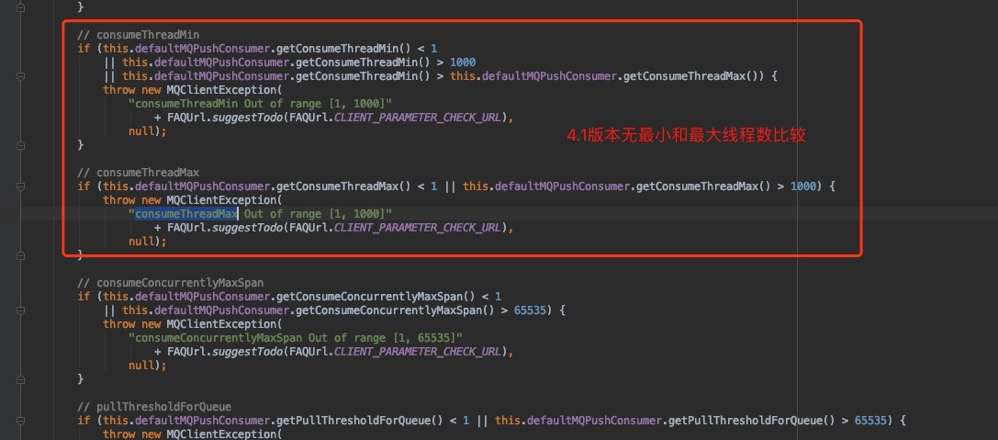 }
// consumeThreadMin
if (this.defaultMQPushConsumer.getConsumeThreadMin() < 1
|| this.defaultMQPushConsumer.getConsumeThreadMin() > 1000
|| this.defaultMQPushConsumer.getConsumeThreadMin() > this.defaultMQPushConsumer.getConsumeThreadMax()) {
throw new MQClientException(
"consumeThreadMin Out of range [1, 1000]"
+ FAQUrl.suggestTodo(FAQUrl.CLIENT_PARAMETER_CHECK_URL),
null);
4.1版本无最小和最大线程数比较
}
// consumeThreadMax
if (this.defaultMQPushConsumer.getConsumeThreadMax() < 1 || this.defaultMQPushConsumer.getConsumeThreadMax() > 1000) {
throw new MQClientException(
"consumeThreadMax Out of range [1, 1000]"
+ FAQUrl.suggestTodo(FAQUrl.CLIENT_PARAMETER_CHECK_URL),
null);
}
// consumeConcurrentlyMaxSpan
if (this.defaultMQPushConsumer.getConsumeConcurrentlyMaxSpan() < 1
|| this.defaultMQPushConsumer.getConsumeConcurrentlyMaxSpan() > 65535) {
throw new MQClientException(
"consumeConcurrentlyMaxSpan Out of range [1, 65535]"
+ FAQUrl.suggestTodo(FAQUrl.CLIENT_PARAMETER_CHECK_URL),
null);
}
// pullThresholdForQueue
if (this.defaultMQPushConsumer.getPullThresholdForQueue() < 1 || this.defaultMQPushConsumer.getPullThresholdForQueue() > 65535) {
throw new MQClientException(